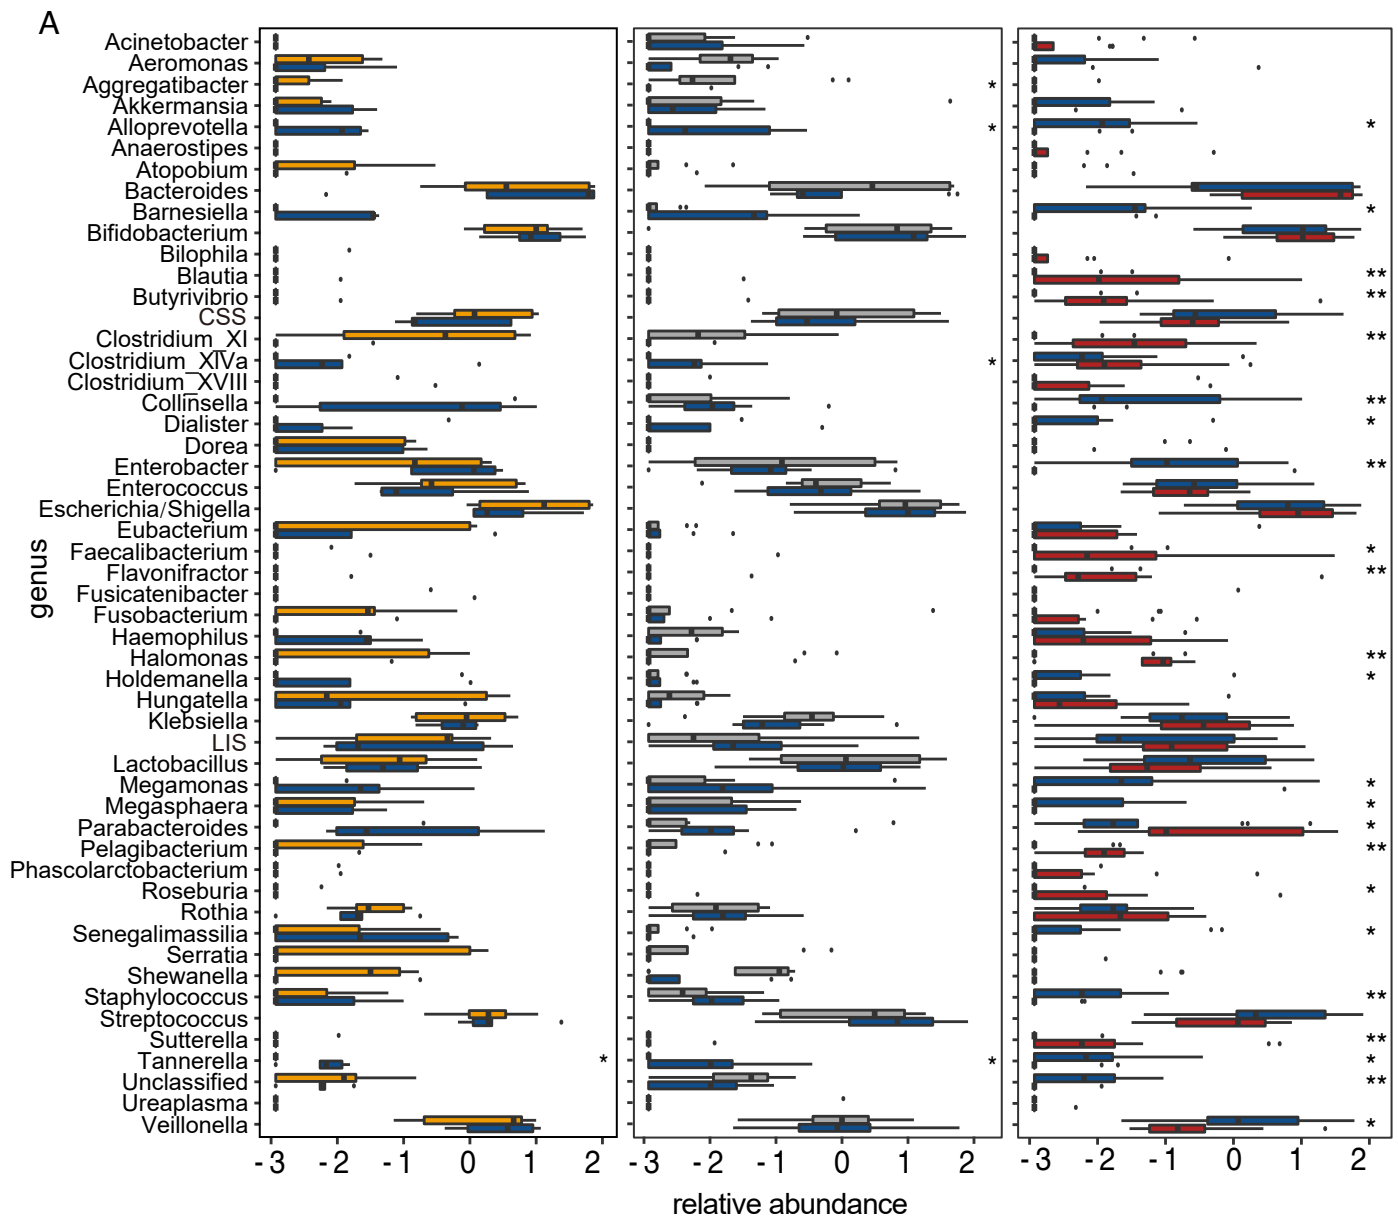 A
Acinetobacter
Aeromonas
Aggregatibacter *
Akkermansia
Alloprevotella * *
Anaerostipes
Atopobium
Bacteroides
Barnesiella *
Bifidobacterium
Bilophila
Blautia **
Butyrivibrio **
CSS
Clostridium_XI **
Clostridium_XIVa *
Clostridium_XVIII
Collinsella **
Dialister *
Dorea
Enterobacter **
Enterococcus
Escherichia/Shigella
Eubacterium
Faecalibacterium *
Flavonifractor **
Fusicatenibacter
Fusobacterium
Haemophilus
Halomonas **
Holdemanella *
Hungatella
Klebsiella
LIS
Lactobacillus
Megamonas *
Megasphaera *
Parabacteroides *
Pelagibacterium **
Phascolarctobacterium
Roseburia *
Rothia
Senegalimassilia *
Serratia
Shewanella
Staphylococcus **
Streptococcus
Sutterella **
Tannerella * * *
Unclassified **
Ureaplasma
Veillonella *
genus
-3 -2 -1 0 1 2 -3 -2 -1 0 1 2 -3 -2 -1 0 1 2
relative abundance